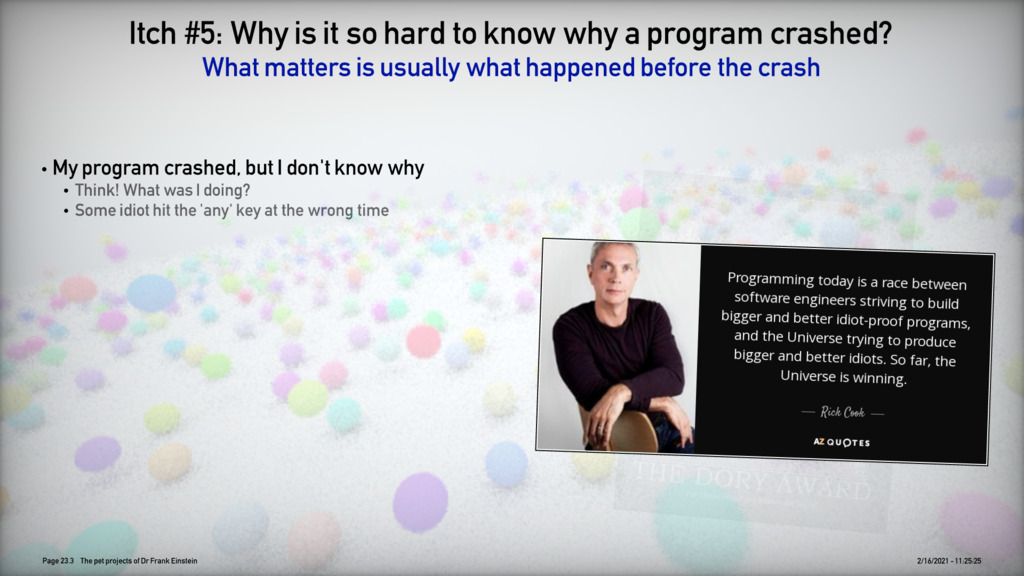 Itch #5: Why is it so hard to know why a program crashed?
What matters is usually what happened before the crash
• My program crashed, but I don't know why
• Think! What was I doing?
• Some idiot hit the 'any' key at the wrong time
Programming today is a race between
software engineers striving to build
bigger and better idiot-proof programs,
and the Universe trying to produce
bigger and better idiots. So far, the
Universe is winning.
— Rich Cook —
AZ QUOTES
THE DORY AWARD
Page 23.3 The pet projects of Dr Frank Einstein
2/16/2021 - 11:25:25